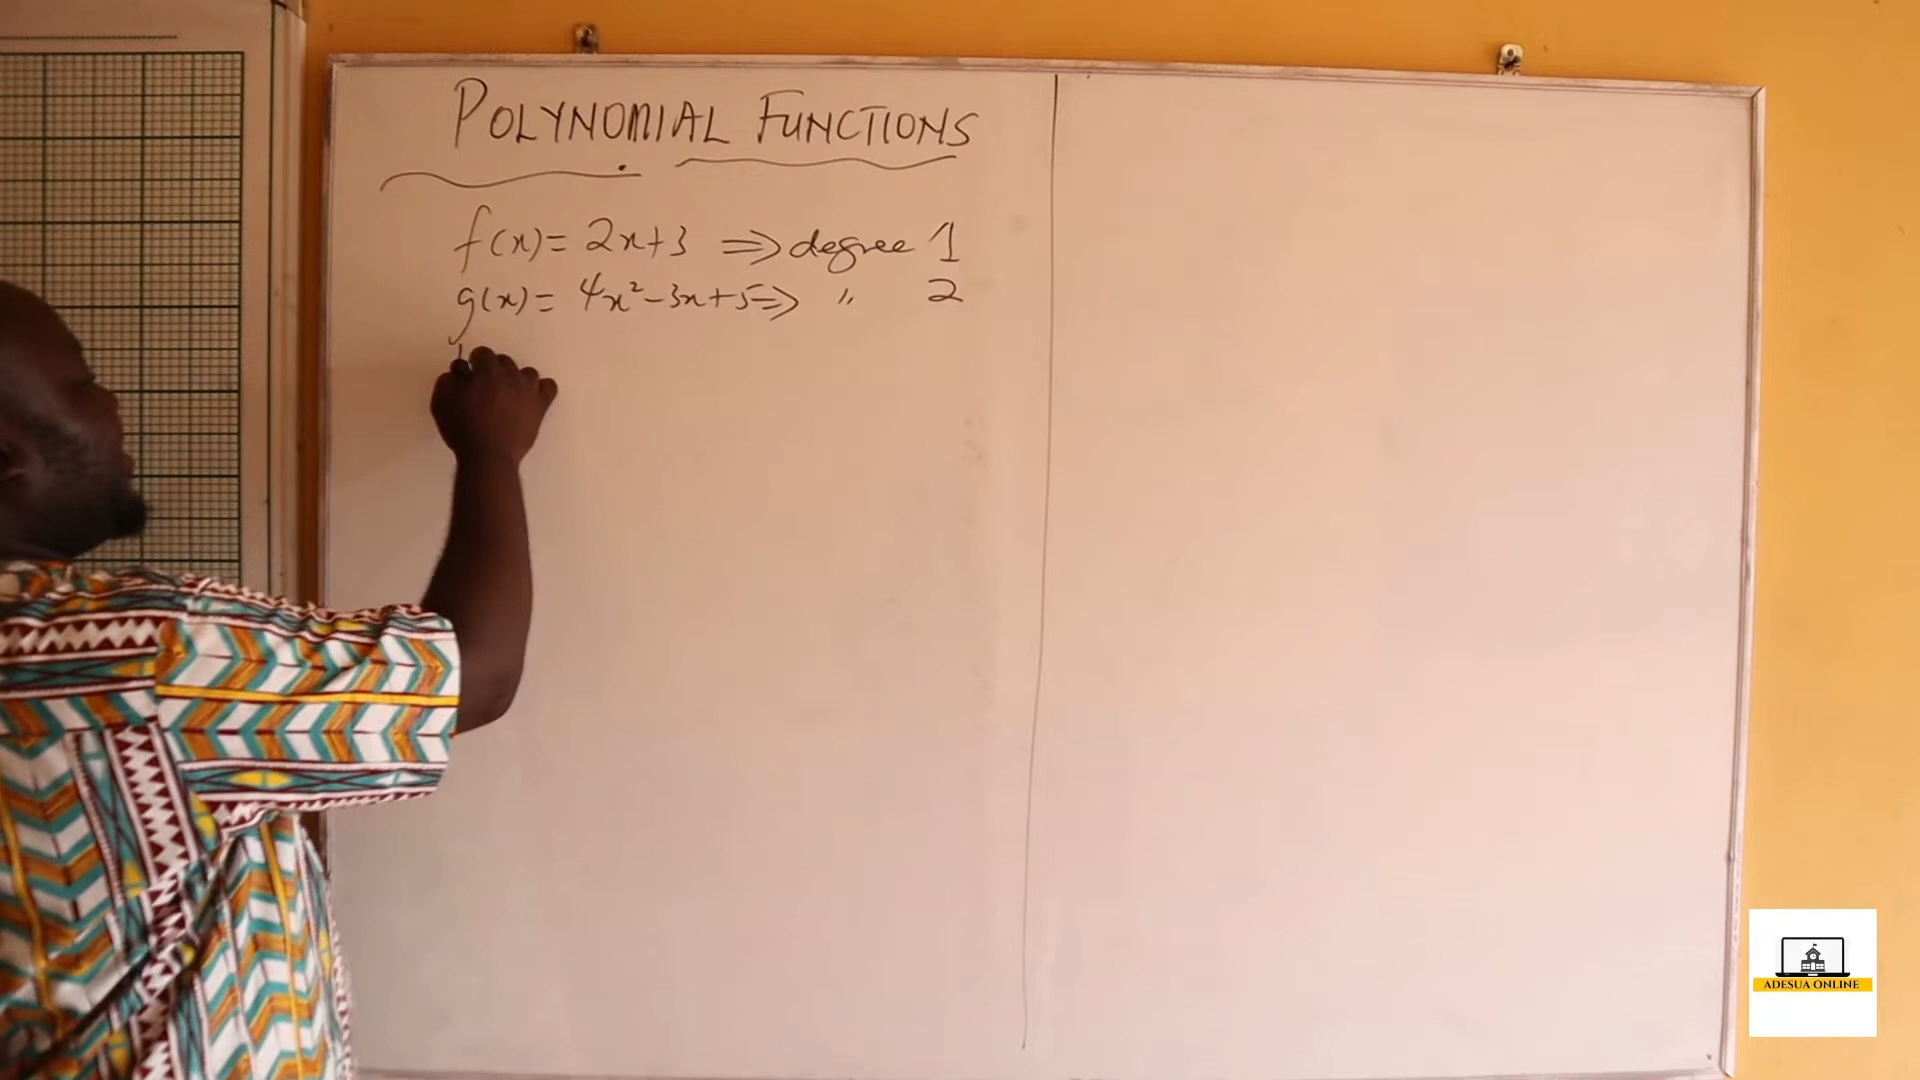 POLYNOMIAL FUNCTIONS
f(x) = 2x+3 ⇒ degree 1
g(x) = 4x² - 3x + 5 ⇒ " 2
ADESUA ONLINE